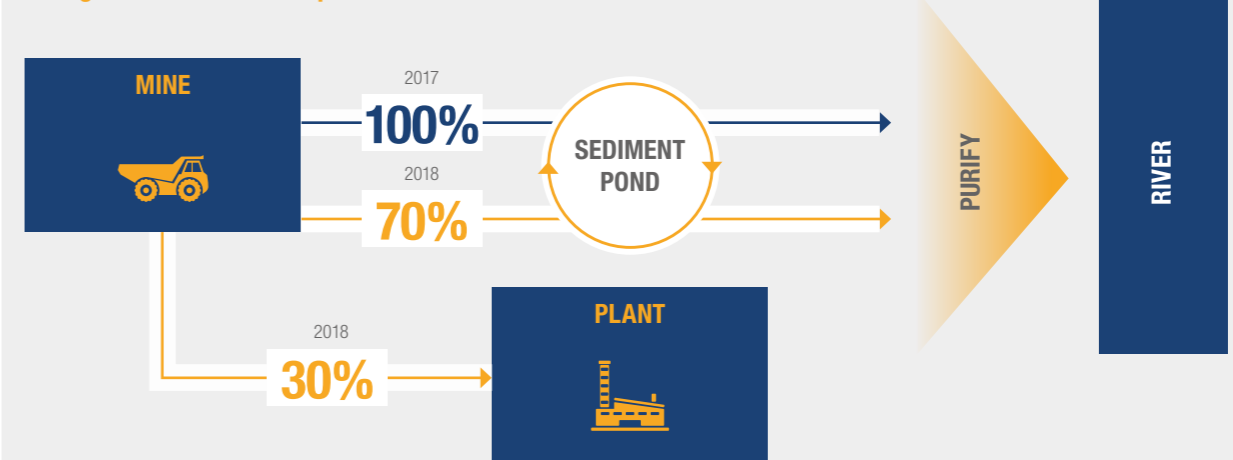 MINE
2017
100%
2018
70%
SEDIMENT
POND
PURIFY
RIVER
2018
30%
PLANT